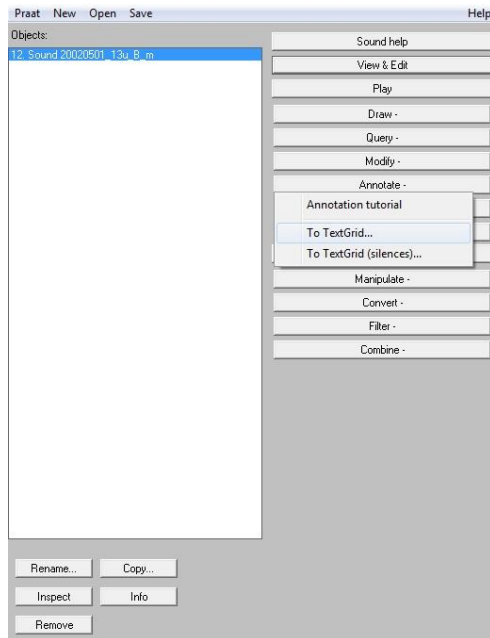 Praat New Open Save Help
Objects:
12. Sound 20020501_13u_B_m
Sound help
View & Edit
Play
Draw -
Query -
Modify -
Annotate -
Annotation tutorial
To TextGrid...
To TextGrid (silences)...
Manipulate -
Convert -
Filter -
Combine -
Rename... Copy...
Inspect Info
Remove